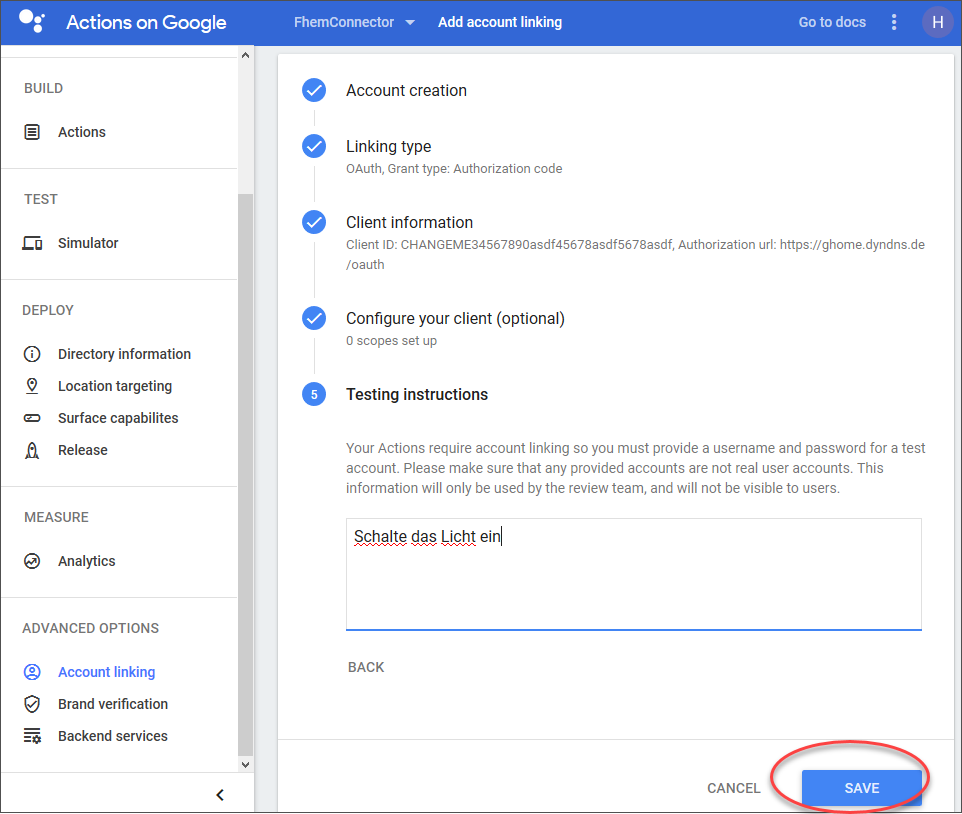 Actions on Google
FhemConnector
Add account linking
Go to docs
H
BUILD
Actions
TEST
Simulator
DEPLOY
Directory information
Location targeting
Surface capabilites
Release
MEASURE
Analytics
ADVANCED OPTIONS
Account linking
Brand verification
Backend services
Account creation
Linking type
OAuth, Grant type: Authorization code
Client information
Client ID: CHANGEME34567890asdf45678asdf5678asdf, Authorization url: https://ghome.dyndns.de
/oauth
Configure your client (optional)
0 scopes set up
5
Testing instructions
Your Actions require account linking so you must provide a username and password for a test
account. Please make sure that any provided accounts are not real user accounts. This
information will only be used by the review team, and will not be visible to users.
Schalte das Licht ein
BACK
CANCEL
SAVE